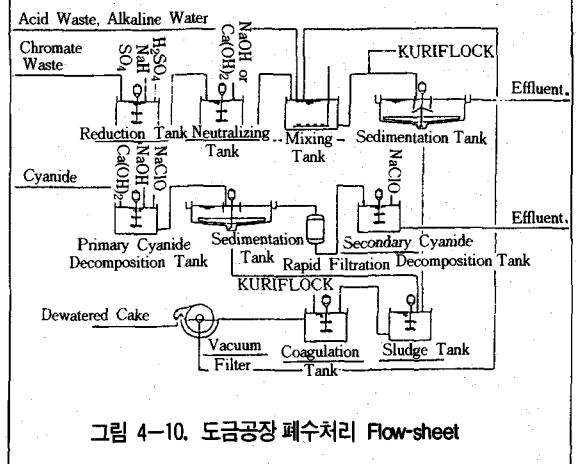 Acid Waste, Alkaline Water
Chromate
Waste
H₂SO₄
NaH
SO₄
NaOH or
Ca(OH)₂
KURIFLOCK
Effluent.
Reduction Tank
Neutralizing
Tank
Mixing
Tank
Sedimentation Tank
Cyanide
Ca(OH)₂
NaOH
NaClO
NaClO
Effluent.
Primary Cyanide
Decomposition Tank
Sedimentation
Tank
Rapid Filtration
Secondary Cyanide
Decomposition Tank
KURIFLOCK
Dewatered Cake
Vacuum
Filter
Coagulation
Tank
Sludge Tank
그림 4-10. 도금공장 폐수처리 Flow-sheet